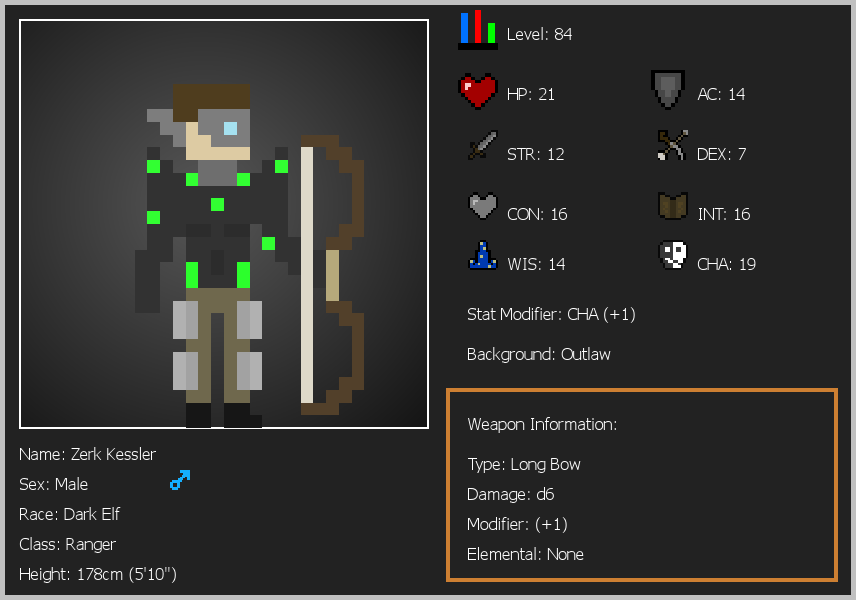 Level: 84
HP: 21
AC: 14
STR: 12
DEX: 7
CON: 16
INT: 16
WIS: 14
CHA: 19
Stat Modifier: CHA (+1)
Background: Outlaw
Weapon Information:
Type: Long Bow
Damage: d6
Modifier: (+1)
Elemental: None
Name: Zerk Kessler
Sex: Male
Race: Dark Elf
Class: Ranger
Height: 178cm (5'10")